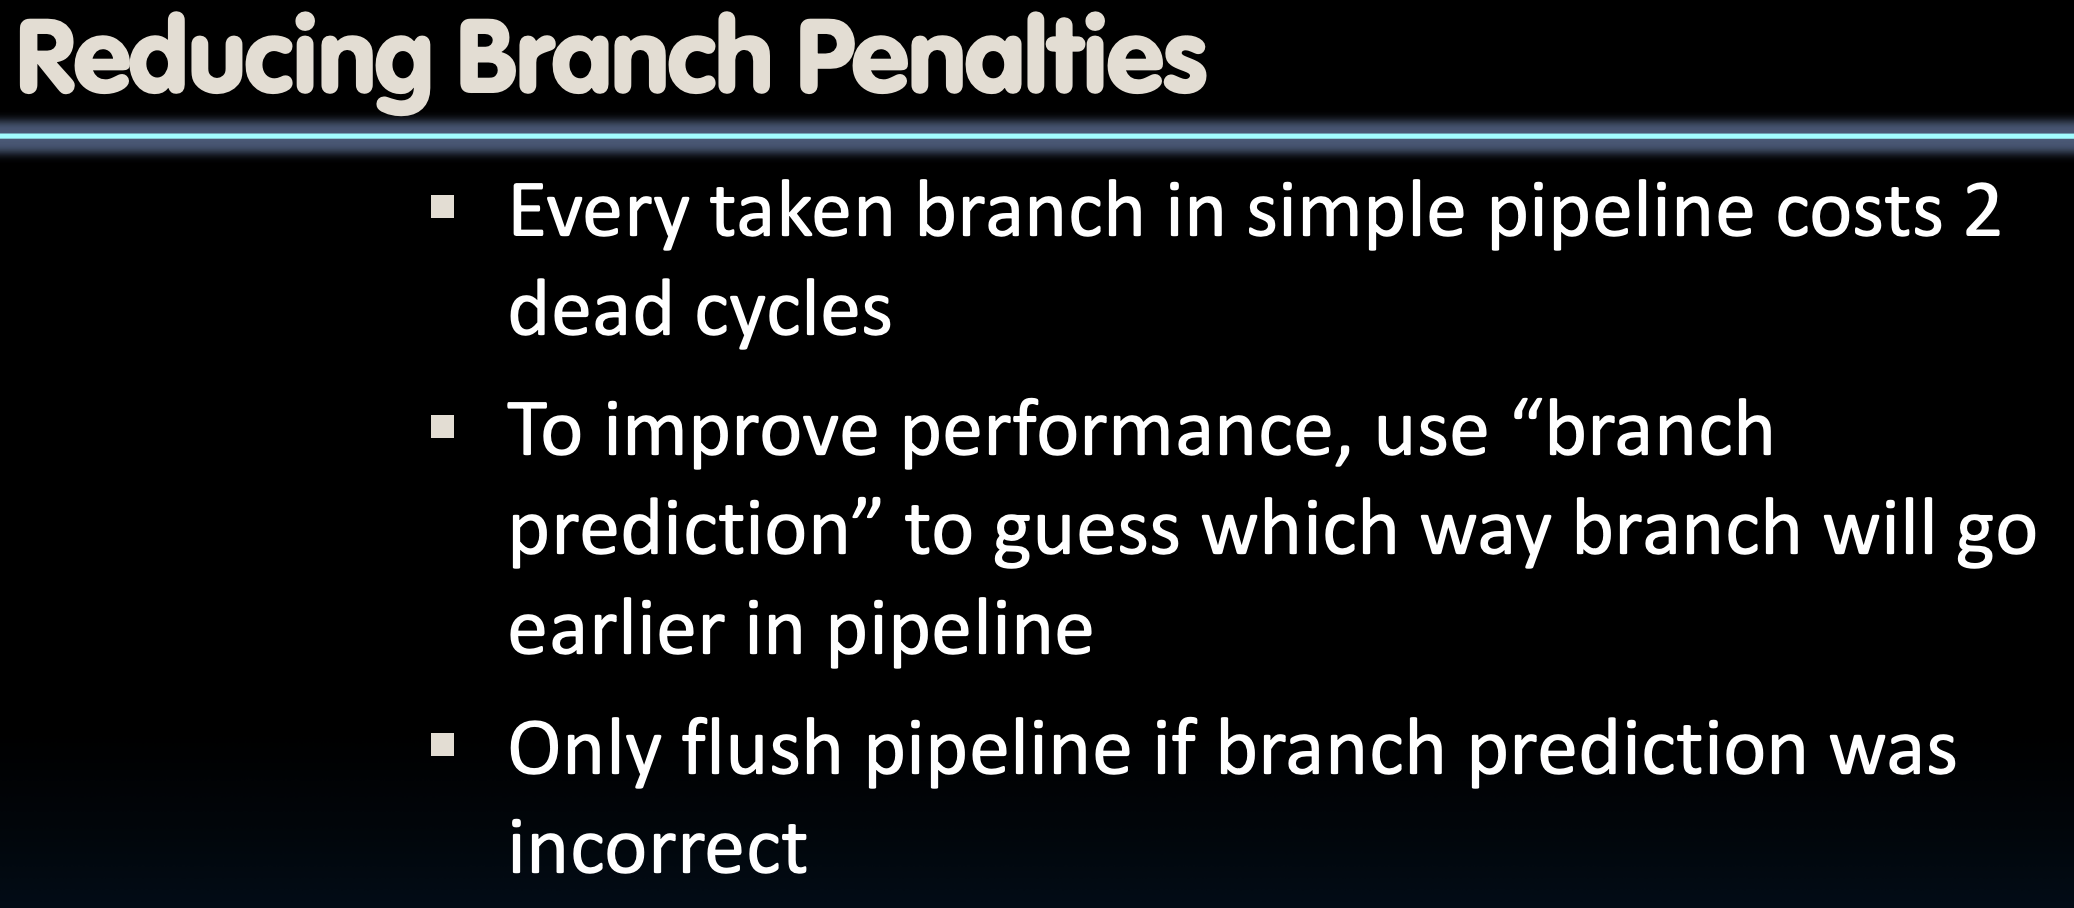 Reducing Branch Penalties
▪ Every taken branch in simple pipeline costs 2
dead cycles
▪ To improve performance, use “branch
prediction” to guess which way branch will go
earlier in pipeline
▪ Only flush pipeline if branch prediction was
incorrect